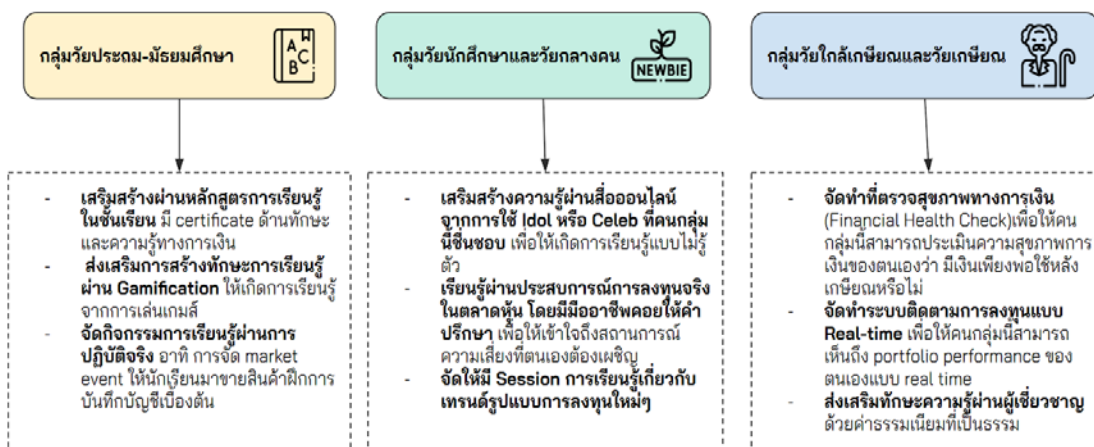 กลุ่มวัยประถม-มัธยมศึกษา
A
C
B
เสริมสร้างผ่านหลักสูตรการเรียนรู้
ในชั้นเรียน มี certificate ด้านทักษะ
และความรู้ทางการเงิน
ส่งเสริมการสร้างทักษะการเรียนรู้
ผ่าน Gamification ให้เกิดการเรียนรู้
จากการเล่นเกมส์
จัดกิจกรรมการเรียนรู้ผ่านการ
ปฏิบัติจริง อาทิ การจัด market
event ให้นักเรียนมาขายสินค้าฝึกการ
บันทึกบัญชีเบื้องต้น
กลุ่มวัยนักศึกษาและวัยกลางคน
NEWBIE
เสริมสร้างความรู้ผ่านสื่อออนไลน์
จากการใช้ Idol หรือ Celeb ที่คนกลุ่ม
นี้ชื่นชอบ เพื่อให้เกิดการเรียนรู้แบบไม่รู้
ตัว
เรียนรู้ผ่านประสบการณ์การลงทุนจริง
ในตลาดหุ้น โดยมีมืออาชีพคอยให้คำ
ปรึกษา เพื่อให้เข้าใจถึงสถานการณ์
ความเสี่ยงที่ตนเองต้องเผชิญ
จัดให้มี Session การเรียนรู้เกี่ยวกับ
เทรนด์รูปแบบการลงทุนใหม่ๆ
กลุ่มวัยใกล้เกษียณและวัยเกษียณ
จัดทำที่ตรวจสุขภาพทางการเงิน
(Financial Health Check)เพื่อให้คน
กลุ่มนี้สามารถประเมินความสุขภาพการ
เงินของตนเองว่า มีเงินเพียงพอใช้หลัง
เกษียณหรือไม่
จัดทำระบบติดตามการลงทุนแบบ
Real-time เพื่อให้คนกลุ่มนี้สามารถ
เห็นถึง portfolio performance ของ
ตนเองแบบ real time
ส่งเสริมทักษะความรู้ผ่านผู้เชี่ยวชาญ
ด้วยค่าธรรมเนียมที่เป็นธรรม